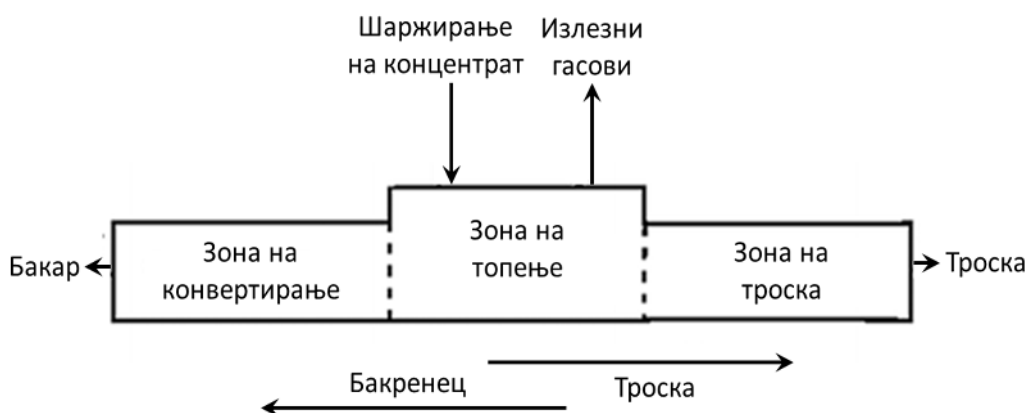 Шаржирање
на концентрат
Излезни
гасови
Бакар
Зона на
конвертирање
Зона на
топење
Зона на
троска
Троска
Бакренец
Троска